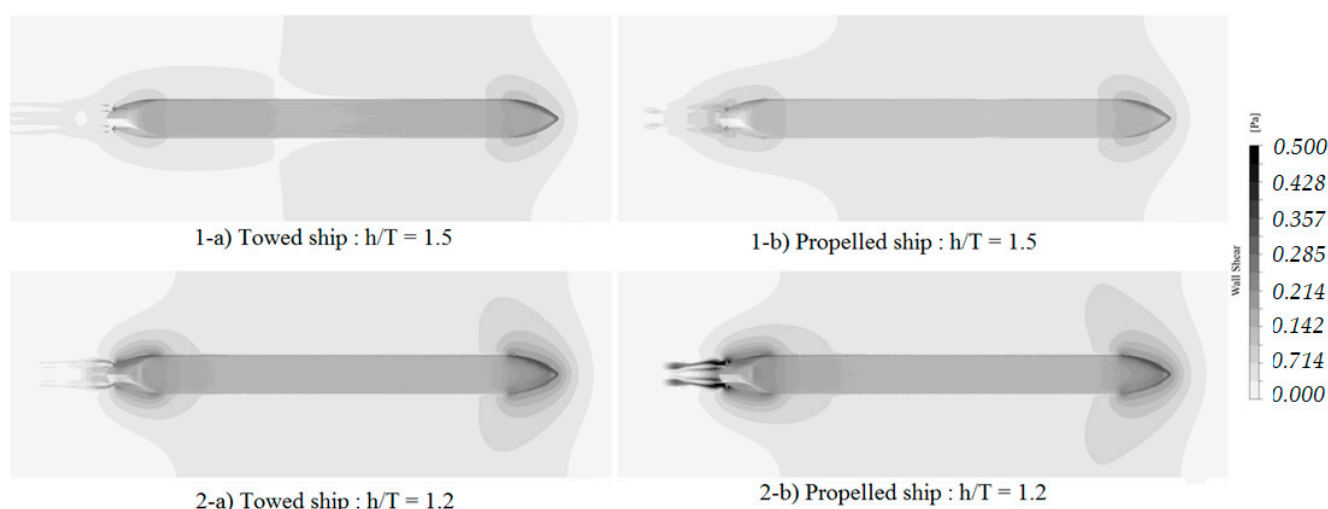 [Pa]
0.500
0.428
0.357
0.285
0.214
0.142
0.714
0.000
Wall Shear
1-a) Towed ship : h/T = 1.5
1-b) Propelled ship : h/T = 1.5
2-a) Towed ship : h/T = 1.2
2-b) Propelled ship : h/T = 1.2